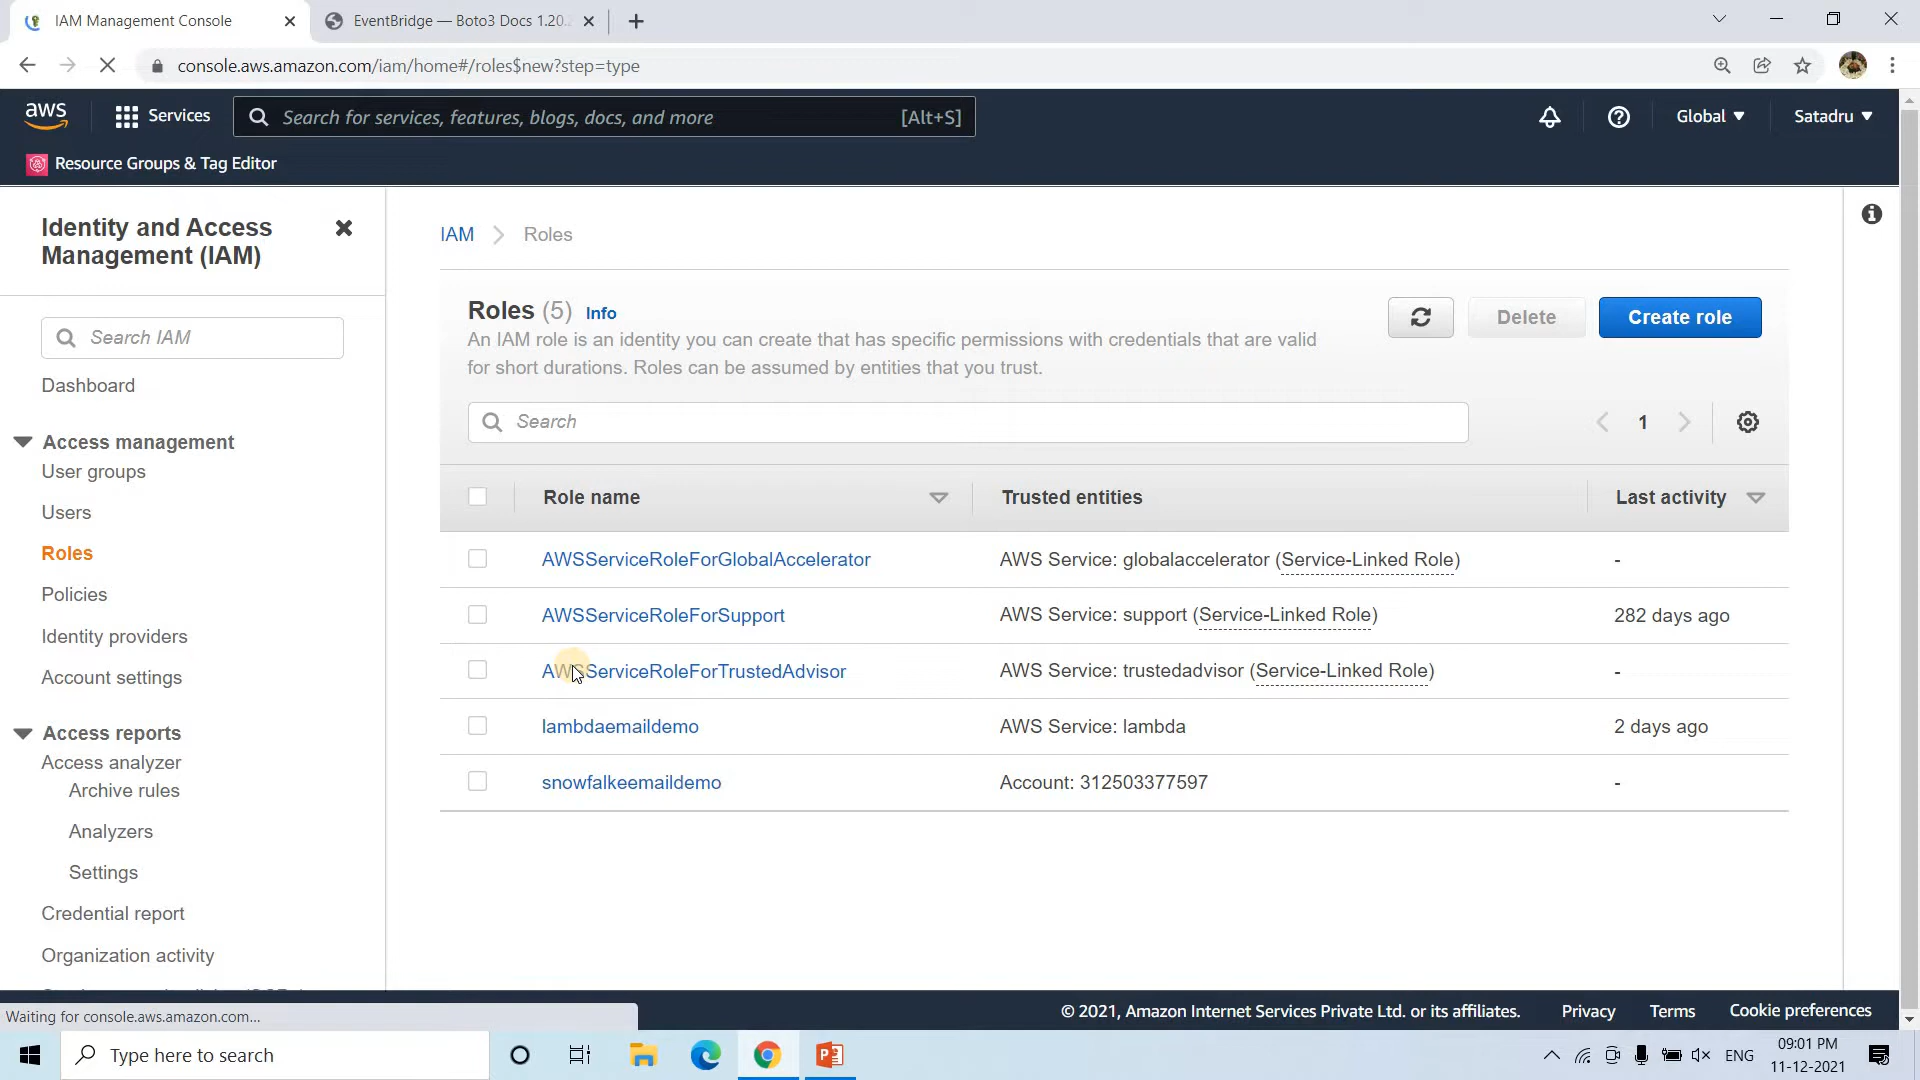 IAM Management Console
EventBridge — Boto3 Docs 1.20.
console.aws.amazon.com/iam/home#/roles$new?step=type
aws
Services
Search for services, features, blogs, docs, and more
[Alt+S]
Global
Satadru
Resource Groups & Tag Editor
Identity and Access
Management (IAM)
Search IAM
Dashboard
Access management
User groups
Users
Roles
Policies
Identity providers
Account settings
Access reports
Access analyzer
Archive rules
Analyzers
Settings
Credential report
Organization activity
IAM
Roles
Roles (5) Info
An IAM role is an identity you can create that has specific permissions with credentials that are valid
for short durations. Roles can be assumed by entities that you trust.
Delete
Create role
Search
1
Role name
Trusted entities
Last activity
AWSServiceRoleForGlobalAccelerator
AWS Service: globalaccelerator (Service-Linked Role)
-
AWSServiceRoleForSupport
AWS Service: support (Service-Linked Role)
282 days ago
AWSServiceRoleForTrustedAdvisor
AWS Service: trustedadvisor (Service-Linked Role)
-
lambdaemaildemo
AWS Service: lambda
2 days ago
snowfalkeemaildemo
Account: 312503377597
-
Waiting for console.aws.amazon.com...
© 2021, Amazon Internet Services Private Ltd. or its affiliates.
Privacy
Terms
Cookie preferences
Type here to search
ENG
09:01 PM
11-12-2021